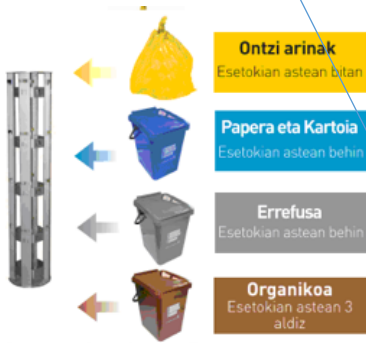 Ontzi arinak
Esetokian astean bitan
Papera eta Kartoia
Esetokian astean behin
Errefusa
Esetokian astean behin
Organikoa
Esetokian astean 3
aldiz